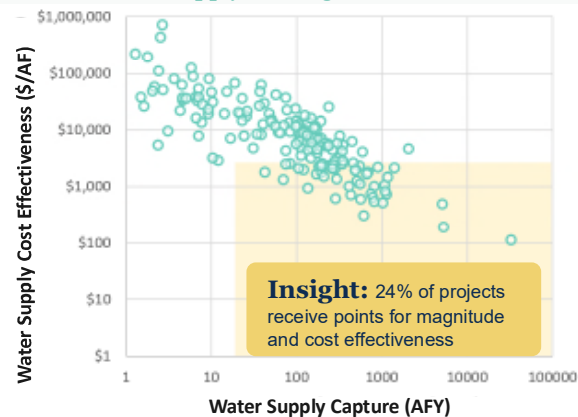 $1,000,000
$100,000
$10,000
$1,000
$100
$10
$1
Water Supply Cost Effectiveness ($/AF)
Insight: 24% of projects
receive points for magnitude
and cost effectiveness
1 10 100 1000 10000 100000
Water Supply Capture (AFY)